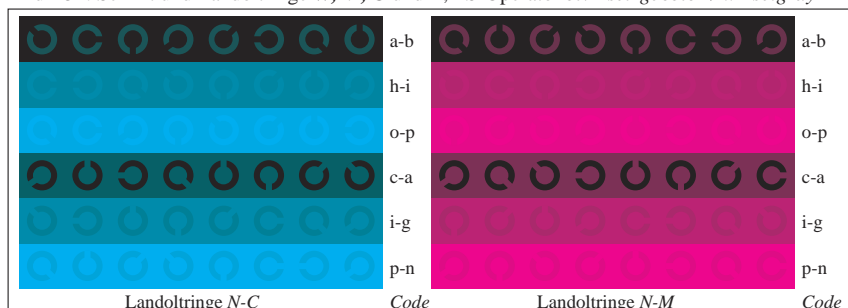 a-b a-b
h-i h-i
o-p o-p
c-a c-a
i-g i-g
p-n p-n
Landoltringe N-C Code Landoltringe N-M Code